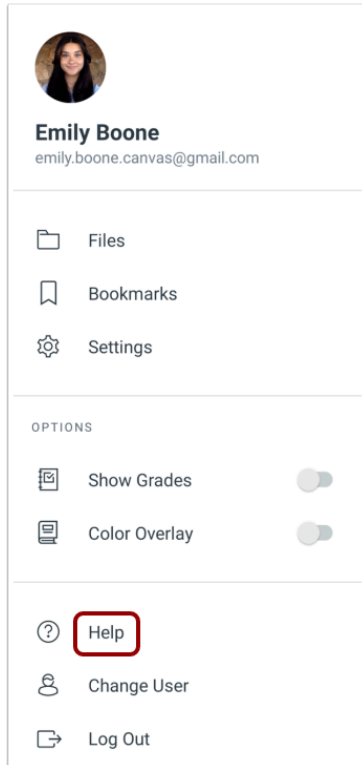 Emily Boone
emily.boone.canvas@gmail.com
Files
Bookmarks
Settings
OPTIONS
Show Grades
Color Overlay
Help
Change User
Log Out